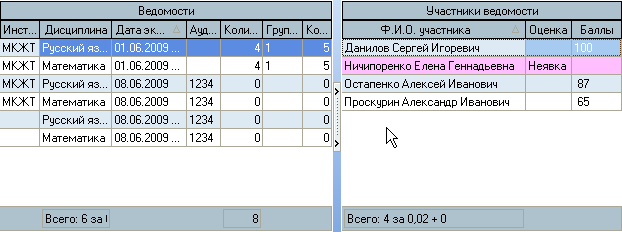 Ведомости
Инст... Дисциплина Дата эк... Ауд... Коли... Груп... Ко...
МКЖТ Русский яз... 01.06.2009 ... 4 1 5
МКЖТ Математика 01.06.2009 ... 4 1 5
МКЖТ Русский яз... 08.06.2009 ... 1234 0 0
МКЖТ Математика 08.06.2009 ... 1234 0 0
Русский яз... 08.06.2009 ... 1234 0 0
Математика 08.06.2009 ... 1234 0 0
Всего: 6 за 8
Участники ведомости
Ф.И.О. участника Оценка Баллы
Данилов Сергей Игоревич 100
Ничипоренко Елена Геннадьевна Неявка
Остапенко Алексей Иванович 87
Проскурин Александр Иванович 65
Всего: 4 за 0,02 + 0